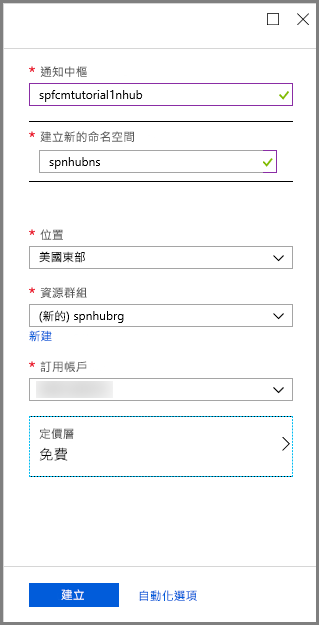 * 通知中樞
spfcmtutorial1nhub
* 建立新的命名空間
spnhubns
* 位置
美國東部
* 資源群組
(新的) spnhubrg
新建
* 訂用帳戶
定價層
免費
建立
自動化選項